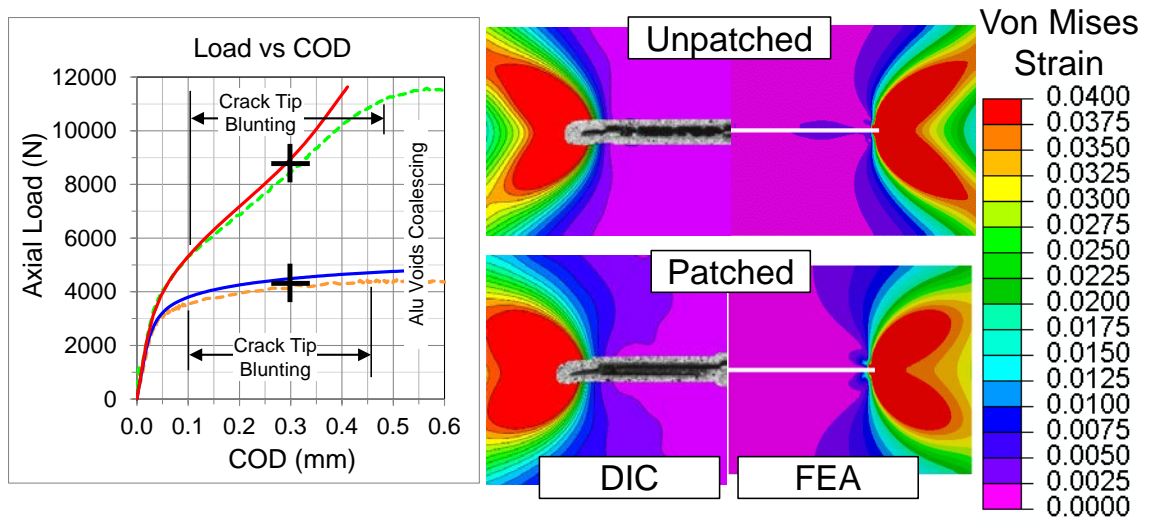 Load vs COD
12000
10000
8000
6000
4000
2000
0
Axial Load (N)
0.0 0.1 0.2 0.3 0.4 0.5 0.6
COD (mm)
Crack Tip
Blunting
Crack Tip
Blunting
Alu Voids Coalescing
Unpatched
Patched
DIC
FEA
Von Mises
Strain
0.0400
0.0375
0.0350
0.0325
0.0300
0.0275
0.0250
0.0225
0.0200
0.0175
0.0150
0.0125
0.0100
0.0075
0.0050
0.0025
0.0000